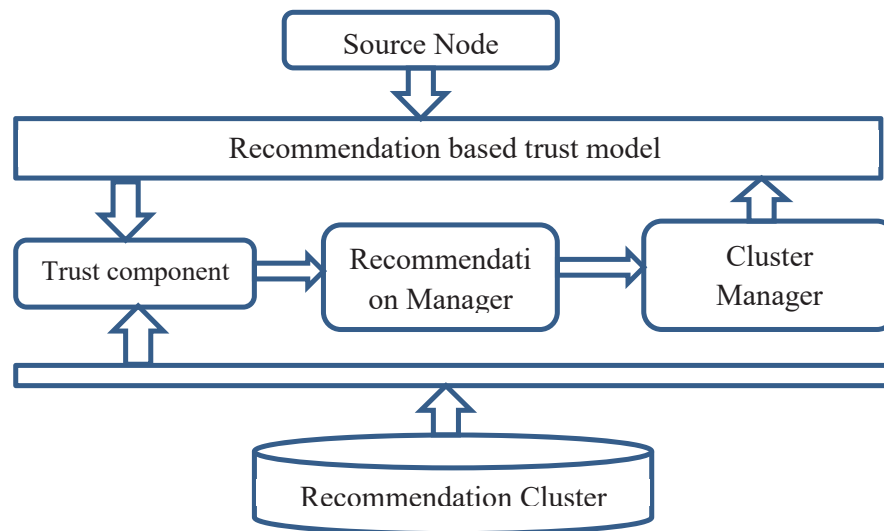 Source Node
Recommendation based trust model
Trust component
Recommendati
on Manager
Cluster
Manager
Recommendation Cluster